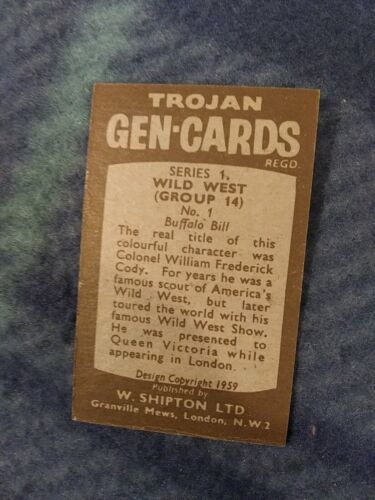 TROJAN
GEN-CARDS
REGD.
SERIES 1,
WILD WEST
(GROUP 14)
No. 1
Buffalo Bill
The real title of this
colourful character was
Colonel William Frederick
Cody. For years he was a
famous scout of America's
Wild West, but later
toured the world with his
famous Wild West Show.
He was presented to
Queen Victoria while
appearing in London.
Design Copyright 1959
Published by
W. SHIPTON LTD
Granville Mews, London, N.W.2